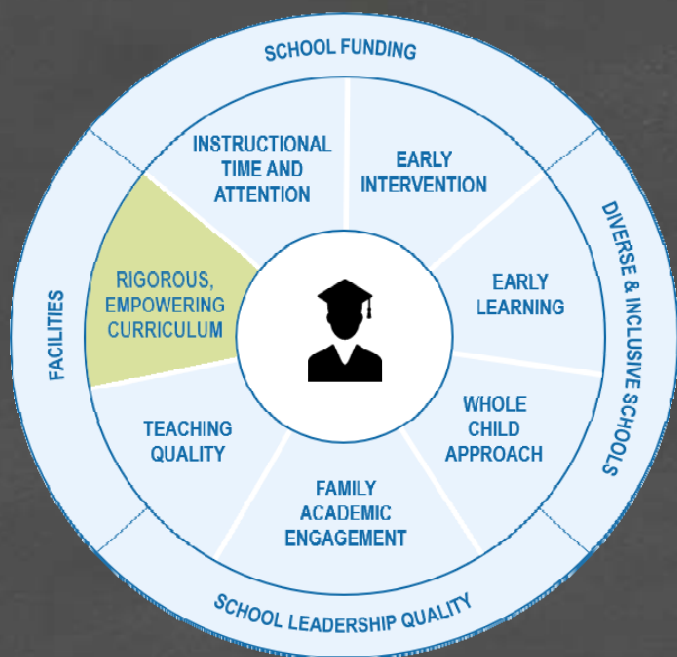 SCHOOL FUNDING
INSTRUCTIONAL
TIME AND
ATTENTION
EARLY
INTERVENTION
RIGOROUS,
EMPOWERING
CURRICULUM
EARLY
LEARNING
FACILITIES
DIVERSE & INCLUSIVE SCHOOLS
TEACHING
QUALITY
WHOLE
CHILD
APPROACH
FAMILY
ACADEMIC
ENGAGEMENT
SCHOOL LEADERSHIP QUALITY